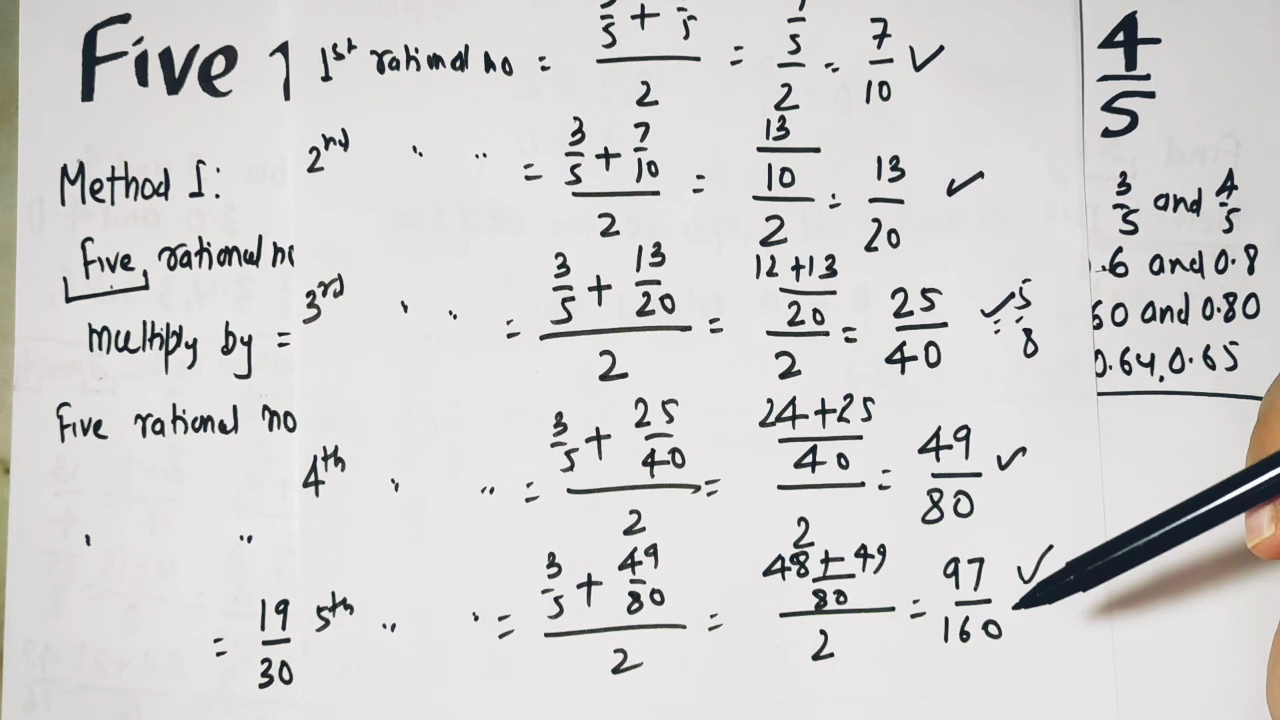 Five 1
1st rational no = 3/5 + /5 / 2 = 7/5 / 2 = 7/10 ✓
4/5
Method I:
2nd " " = 3/5 + 7/10 / 2 = 13/10 / 2 = 13/20 ✓
3/5 and 4/5
Five, rational no
.6 and 0.8
3rd " " = 3/5 + 13/20 / 2 = 12+13/20 / 2 = 25/40 ✓ = 5/8
60 and 0.80
multiply by =
0.64, 0.65
Five rational no
4th " " = 3/5 + 25/40 / 2 = 24+25/40 / 2 = 49/80 ✓
" "
= 19/30
5th " " = 3/5 + 49/80 / 2 = 48+49/80 / 2 = 97/160 ✓